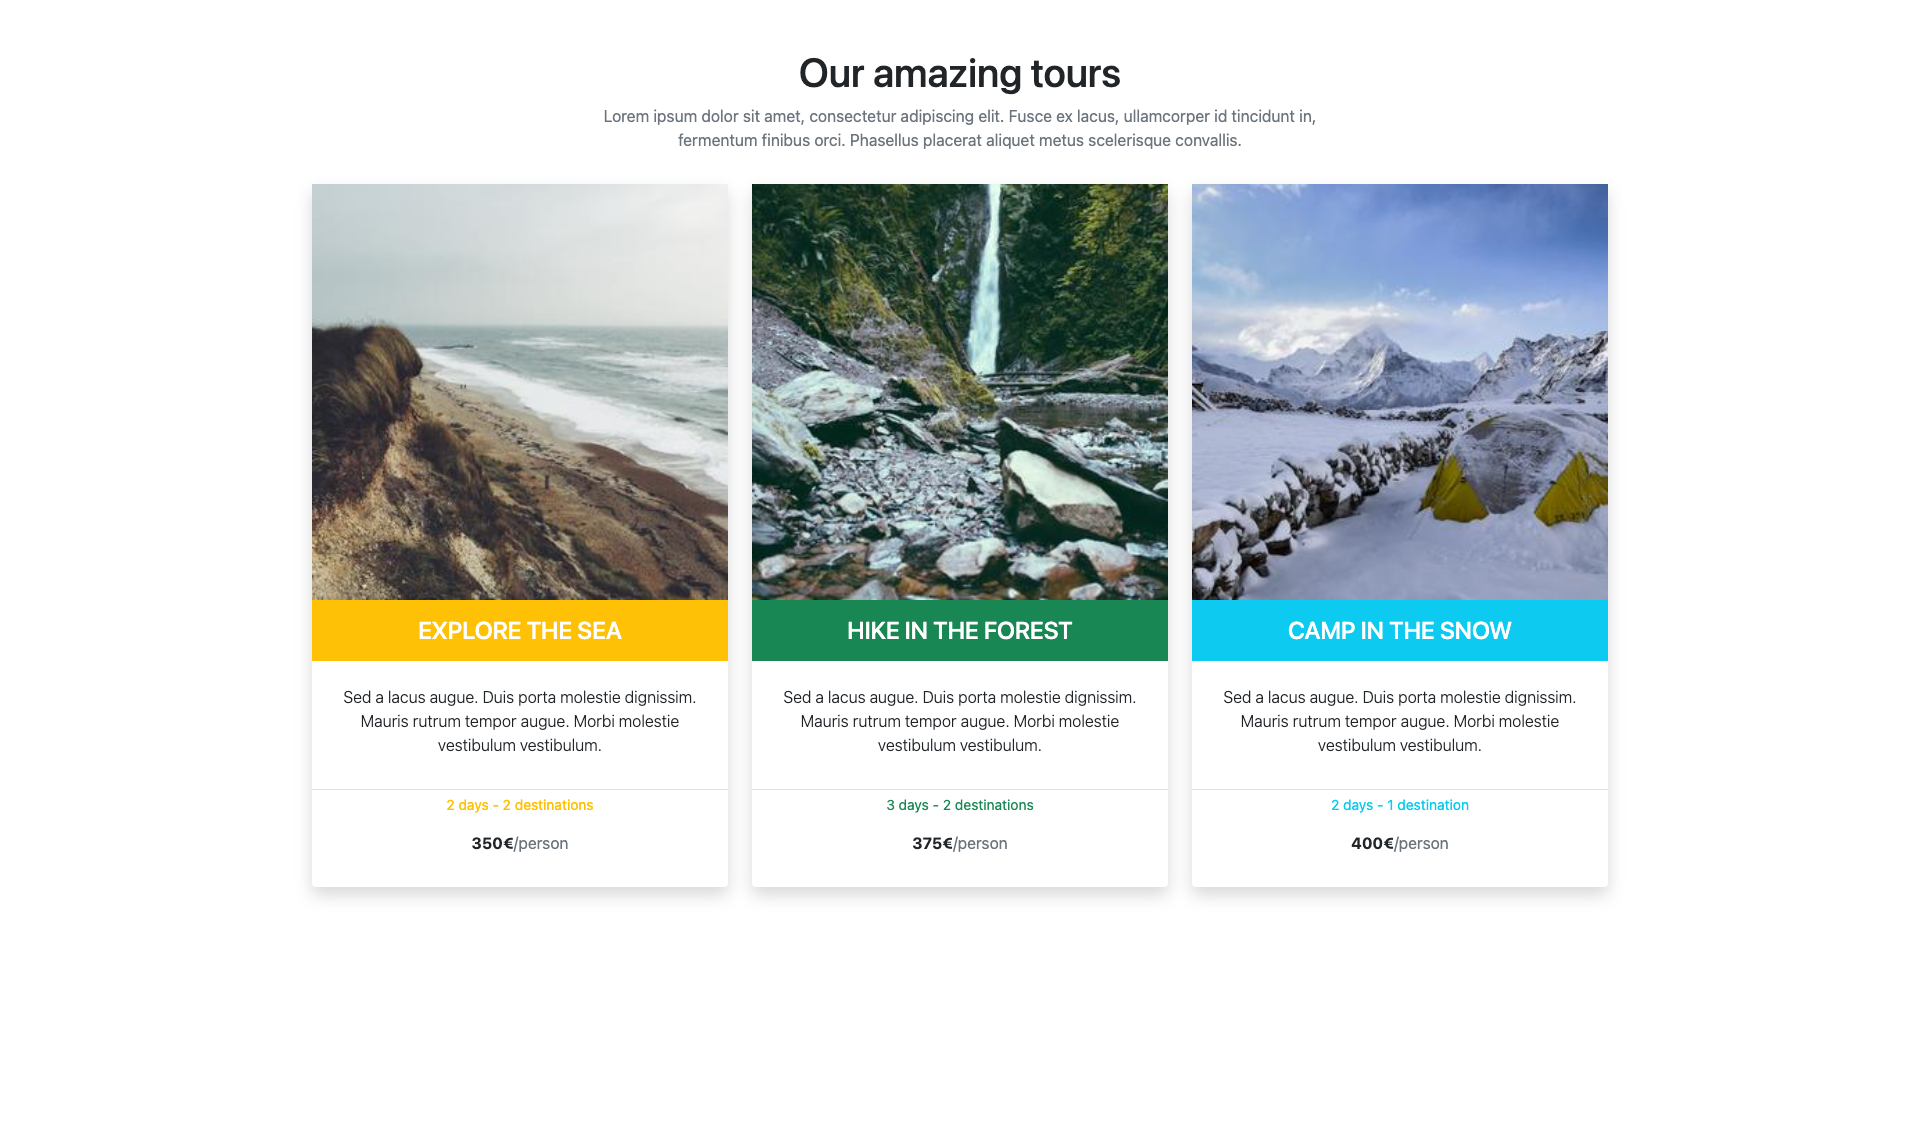 Our amazing tours
Lorem ipsum dolor sit amet, consectetur adipiscing elit. Fusce ex lacus, ullamcorper id tincidunt in,
fermentum finibus orci. Phasellus placerat aliquet metus scelerisque convallis.
EXPLORE THE SEA
Sed a lacus augue. Duis porta molestie dignissim.
Mauris rutrum tempor augue. Morbi molestie
vestibulum vestibulum.
2 days - 2 destinations
350€/person
HIKE IN THE FOREST
Sed a lacus augue. Duis porta molestie dignissim.
Mauris rutrum tempor augue. Morbi molestie
vestibulum vestibulum.
3 days - 2 destinations
375€/person
CAMP IN THE SNOW
Sed a lacus augue. Duis porta molestie dignissim.
Mauris rutrum tempor augue. Morbi molestie
vestibulum vestibulum.
2 days - 1 destination
400€/person